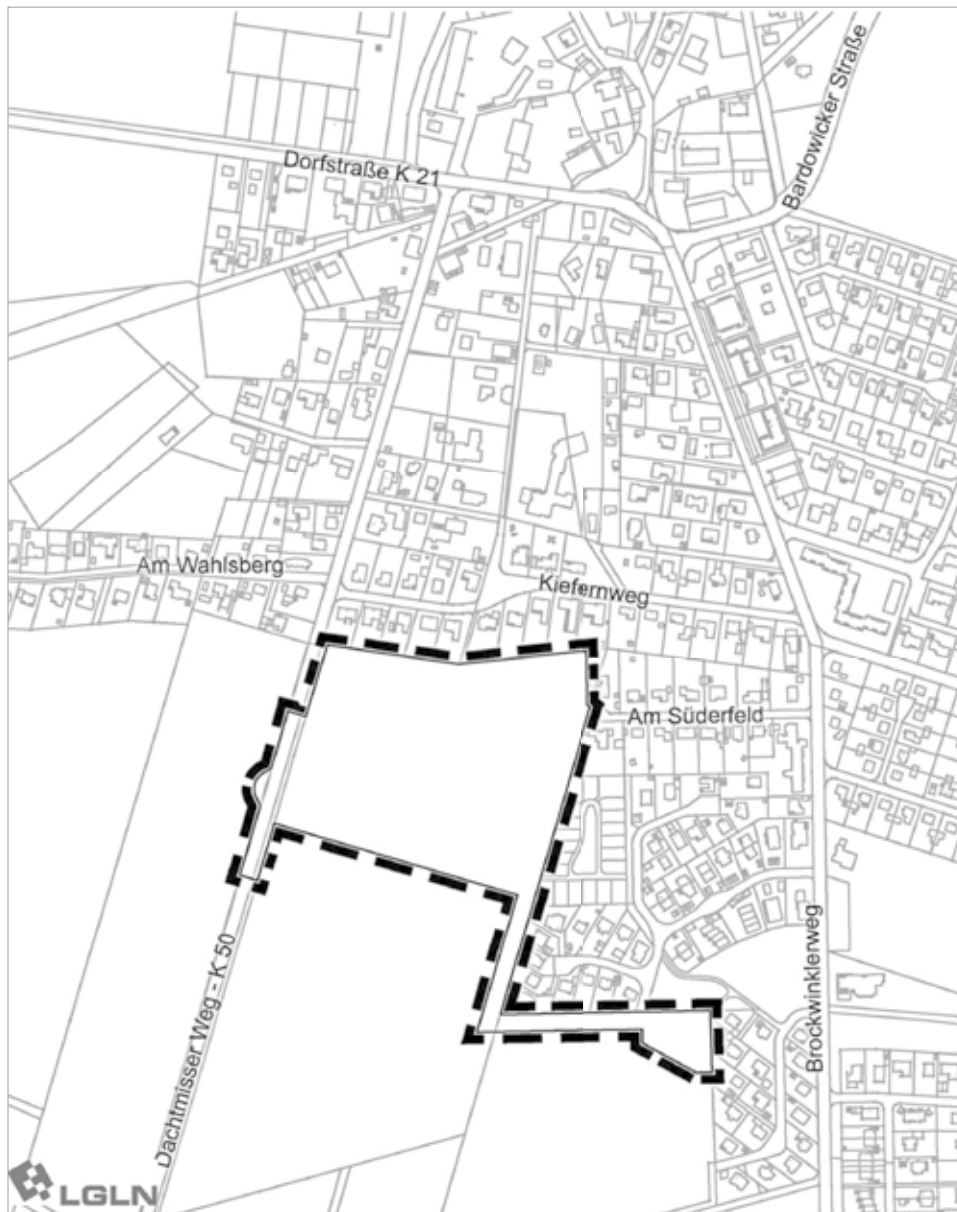 Bardowicker Straße
Dorfstraße K 21
Am Wahlsberg
Kiefernweg
Am Süderfeld
Brockwinklerweg
Dachtmisser Weg - K 50
LGLN